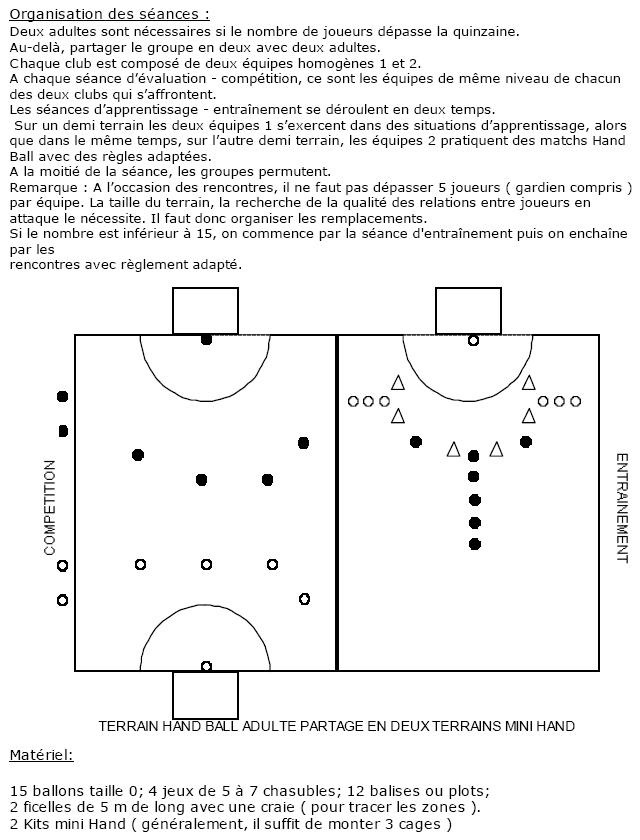 Organisation des séances :
Deux adultes sont nécessaires si le nombre de joueurs dépasse la quinzaine.
Au-delà, partager le groupe en deux avec deux adultes.
Chaque club est composé de deux équipes homogènes 1 et 2.
A chaque séance d’évaluation - compétition, ce sont les équipes de même niveau de chacun
des deux clubs qui s’affrontent.
Les séances d’apprentissage - entraînement se déroulent en deux temps.
Sur un demi terrain les deux équipes 1 s’exercent dans des situations d’apprentissage, alors
que dans le même temps, sur l’autre demi terrain, les équipes 2 pratiquent des matchs Hand
Ball avec des règles adaptées.
A la moitié de la séance, les groupes permutent.
Remarque : A l’occasion des rencontres, il ne faut pas dépasser 5 joueurs ( gardien compris )
par équipe. La taille du terrain, la recherche de la qualité des relations entre joueurs en
attaque le nécessite. Il faut donc organiser les remplacements.
Si le nombre est inférieur à 15, on commence par la séance d'entraînement puis on enchaîne
par les
rencontres avec règlement adapté.
COMPETITION
ENTRAINEMENT
TERRAIN HAND BALL ADULTE PARTAGE EN DEUX TERRAINS MINI HAND
Matériel:
15 ballons taille 0; 4 jeux de 5 à 7 chasubles; 12 balises ou plots;
2 ficelles de 5 m de long avec une craie ( pour tracer les zones ).
2 Kits mini Hand ( généralement, il suffit de monter 3 cages )